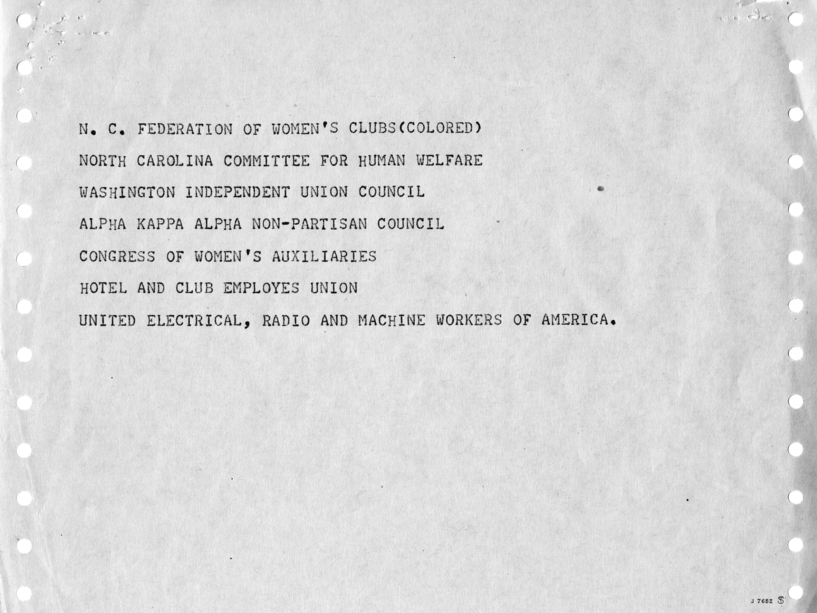 N. C. FEDERATION OF WOMEN'S CLUBS(COLORED)
NORTH CAROLINA COMMITTEE FOR HUMAN WELFARE
WASHINGTON INDEPENDENT UNION COUNCIL
ALPHA KAPPA ALPHA NON-PARTISAN COUNCIL
CONGRESS OF WOMEN'S AUXILIARIES
HOTEL AND CLUB EMPLOYES UNION
UNITED ELECTRICAL, RADIO AND MACHINE WORKERS OF AMERICA.
J 7682